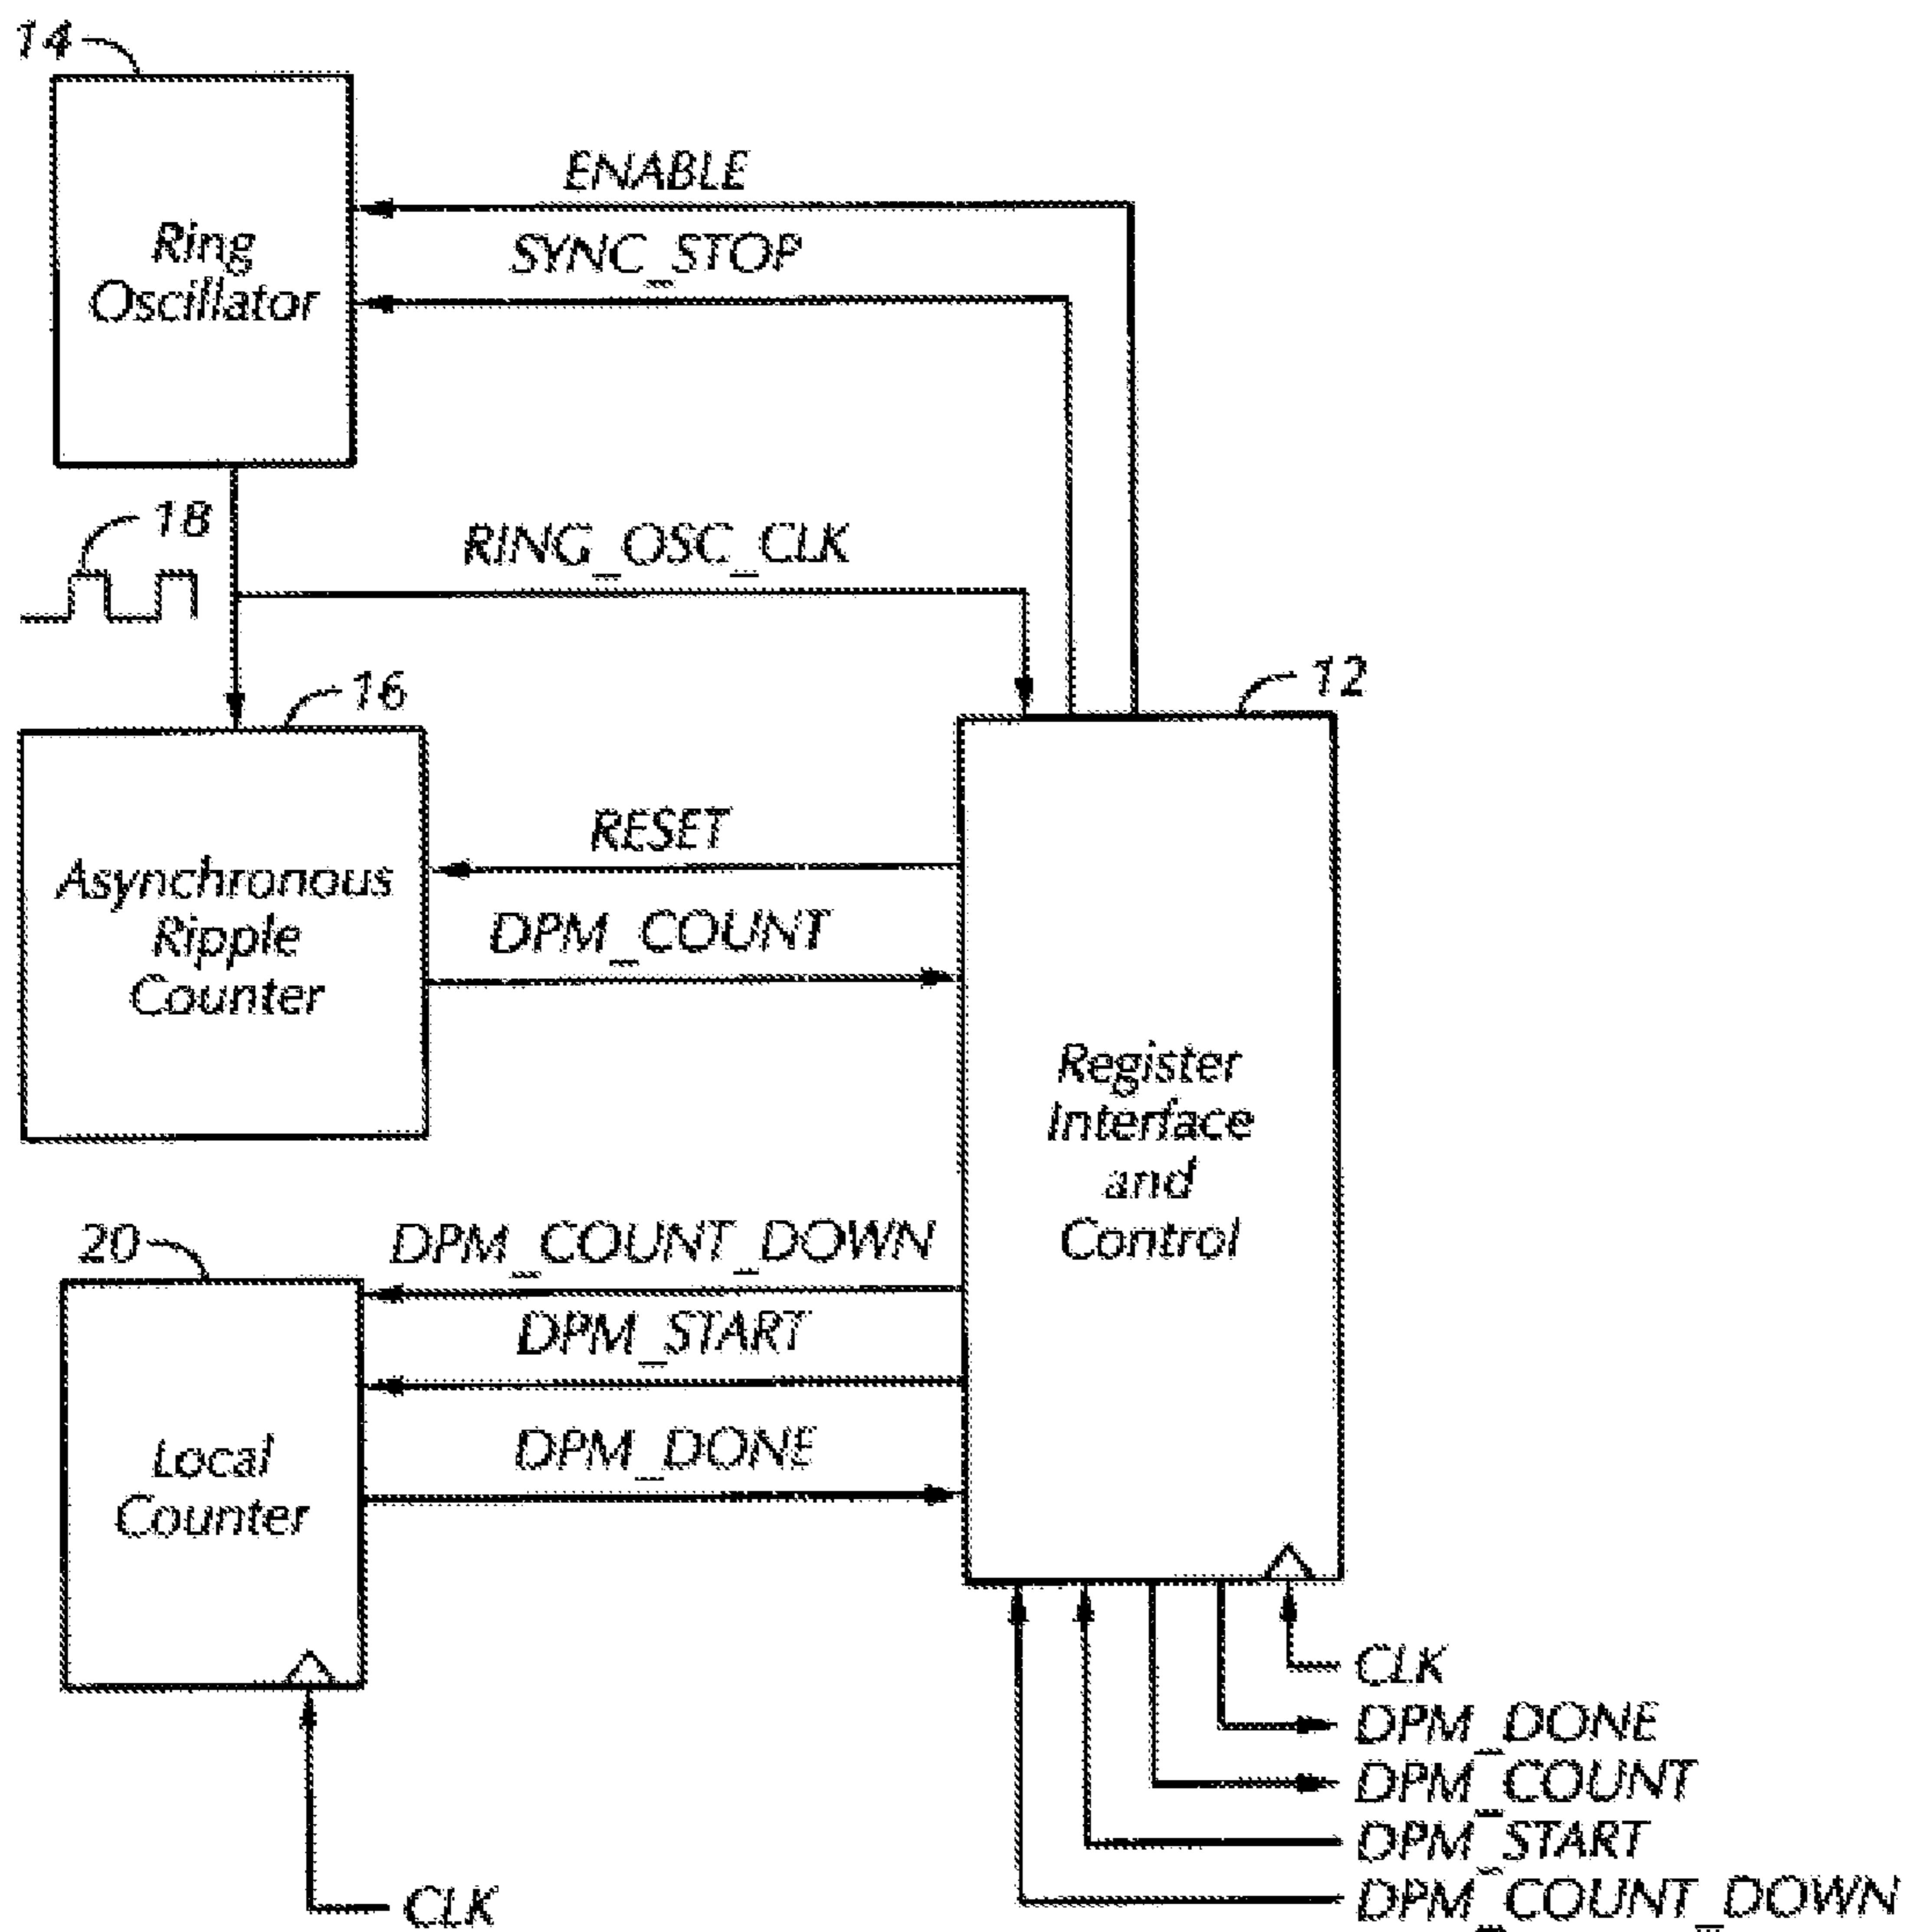 14
ENABLE
Ring
Oscillator
SYNC_STOP
18
RING_OSC_CLK
16
12
Asynchronous
Ripple
Counter
RESET
DPM_COUNT
Register
Interface
and
Control
20
DPM_COUNT_DOWN
DPM_START
DPM_DONE
Local
Counter
CLK
DPM_DONE
DPM_COUNT
DPM_START
DPM_COUNT_DOWN
CLK